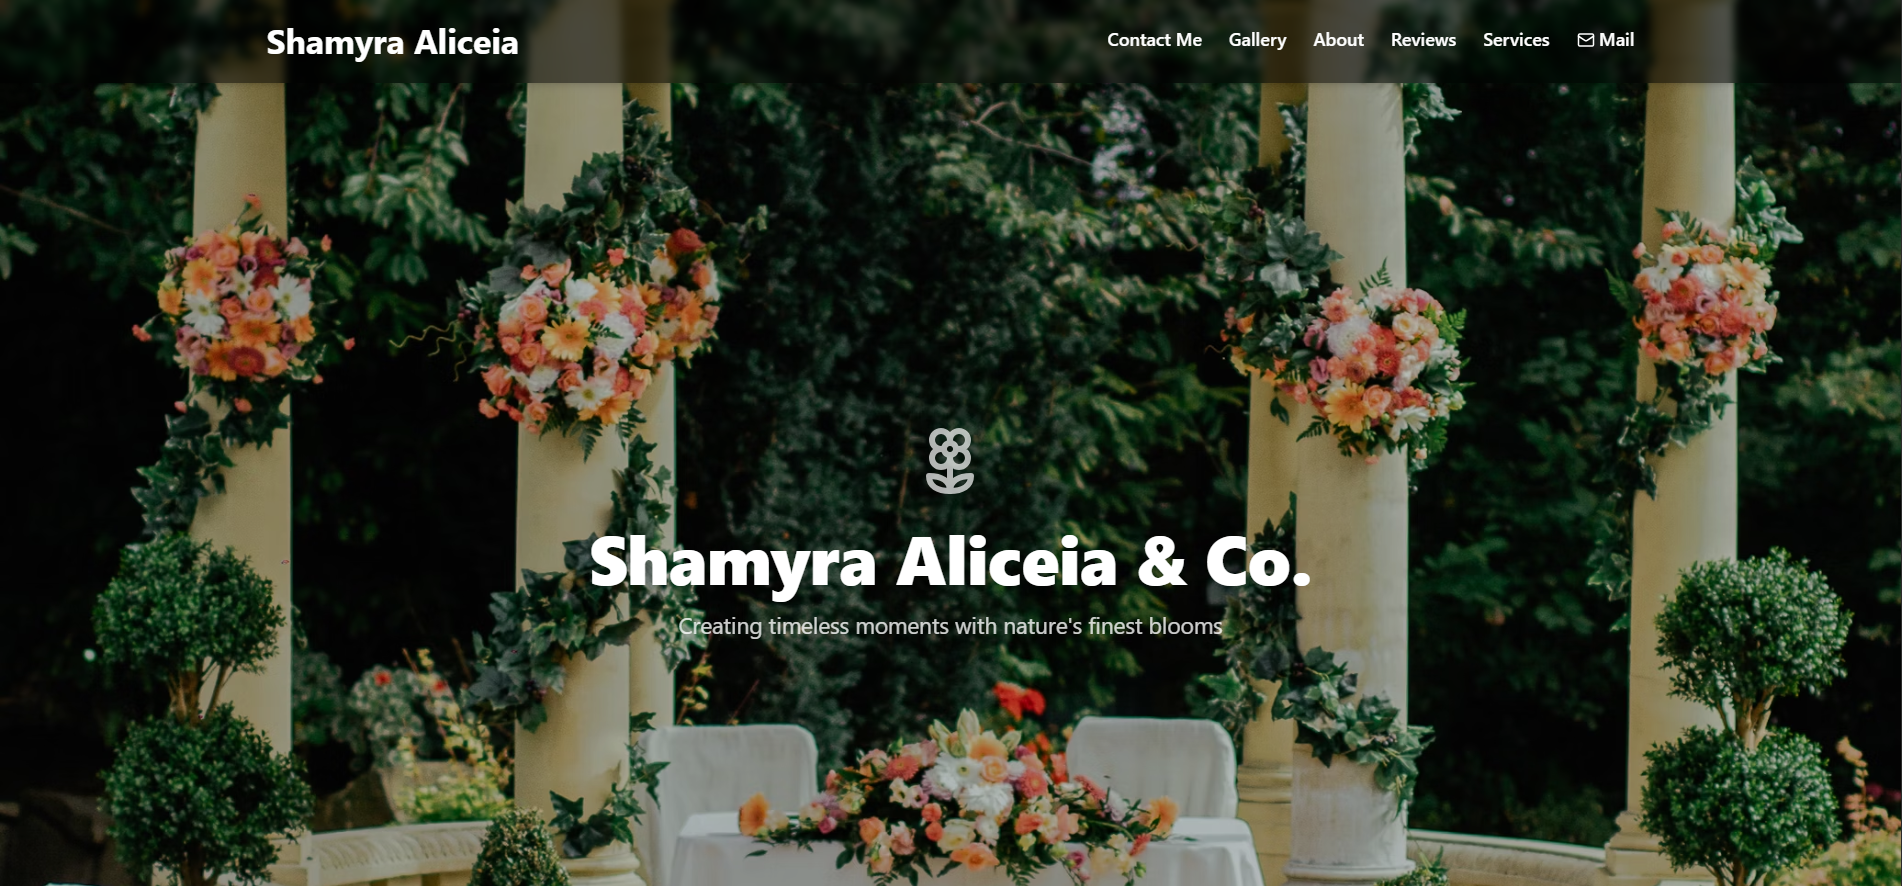 Shamyra Aliceia
Contact Me Gallery About Reviews Services Mail
Shamyra Aliceia & Co.
Creating timeless moments with nature's finest blooms